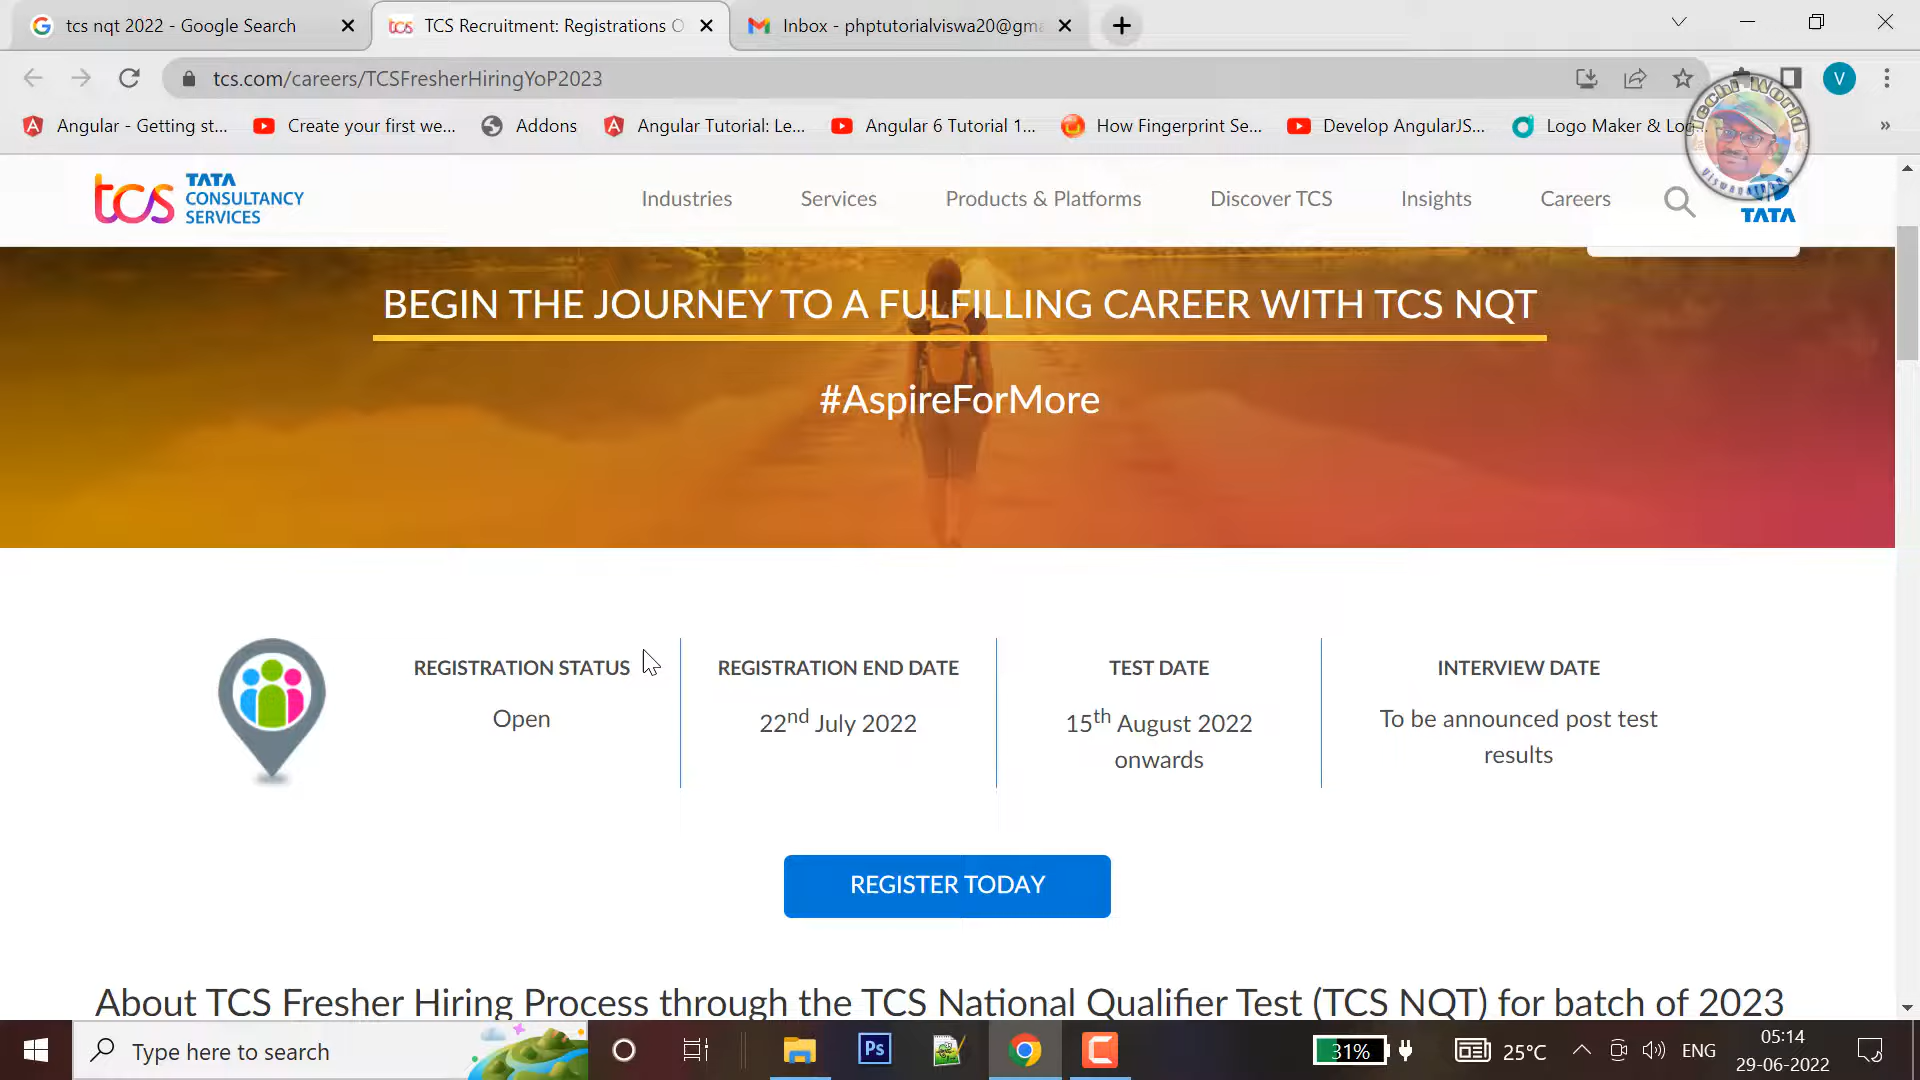 tcs nqt 2022 - Google Search
TCS Recruitment: Registrations O
Inbox - phptutorialviswa20@gma
tcs.com/careers/TCSFresherHiringYoP2023
V
Angular - Getting st...
Create your first we...
Addons
Angular Tutorial: Le...
Angular 6 Tutorial 1...
How Fingerprint Se...
Develop AngularJS...
Logo Maker & Log
Techi World
tcs TATA
CONSULTANCY
SERVICES
Industries
Services
Products & Platforms
Discover TCS
Insights
Careers
TATA
BEGIN THE JOURNEY TO A FULFILLING CAREER WITH TCS NQT
#AspireForMore
REGISTRATION STATUS
Open
REGISTRATION END DATE
22nd July 2022
TEST DATE
15th August 2022
onwards
INTERVIEW DATE
To be announced post test
results
REGISTER TODAY
About TCS Fresher Hiring Process through the TCS National Qualifier Test (TCS NQT) for batch of 2023
Type here to search
Ps
31%
25°C
ENG
05:14
29-06-2022